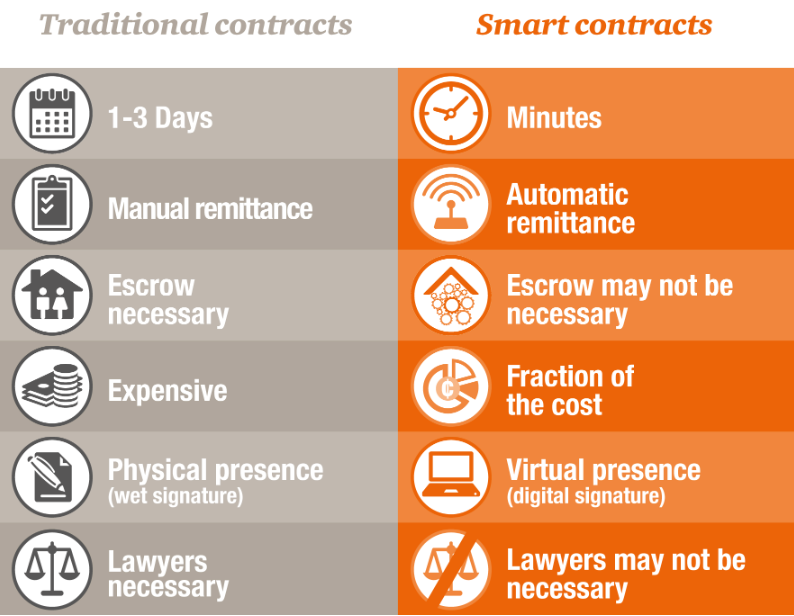 Traditional contracts
Smart contracts
1-3 Days
Minutes
Manual remittance
Automatic
remittance
Escrow
necessary
Escrow may not be
necessary
Expensive
Fraction of
the cost
Physical presence
(wet signature)
Virtual presence
(digital signature)
Lawyers
necessary
Lawyers may not be
necessary